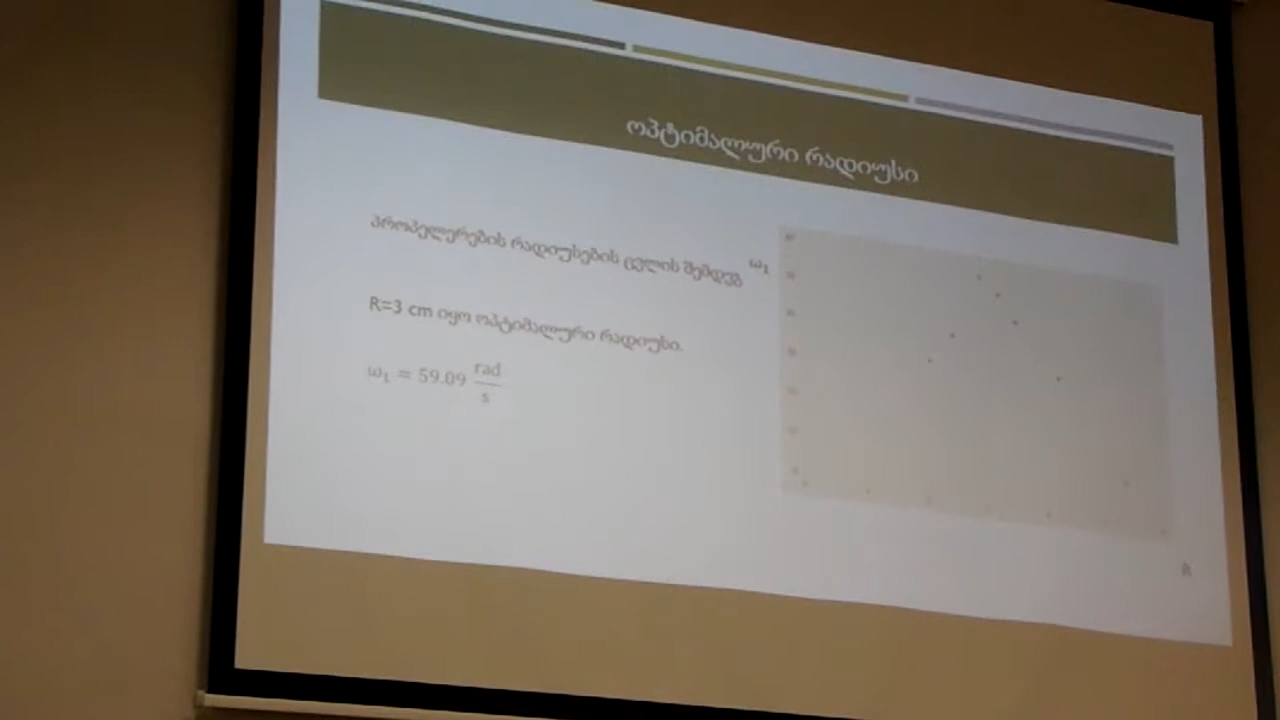 ოპტიმალური რადიუსი
პროპელერების რადიუსების ცვლის შემდეგ
R=3 cm იყო ოპტიმალური რადიუსი.
ω₁ = 59.09 rad/s
ω₁
R